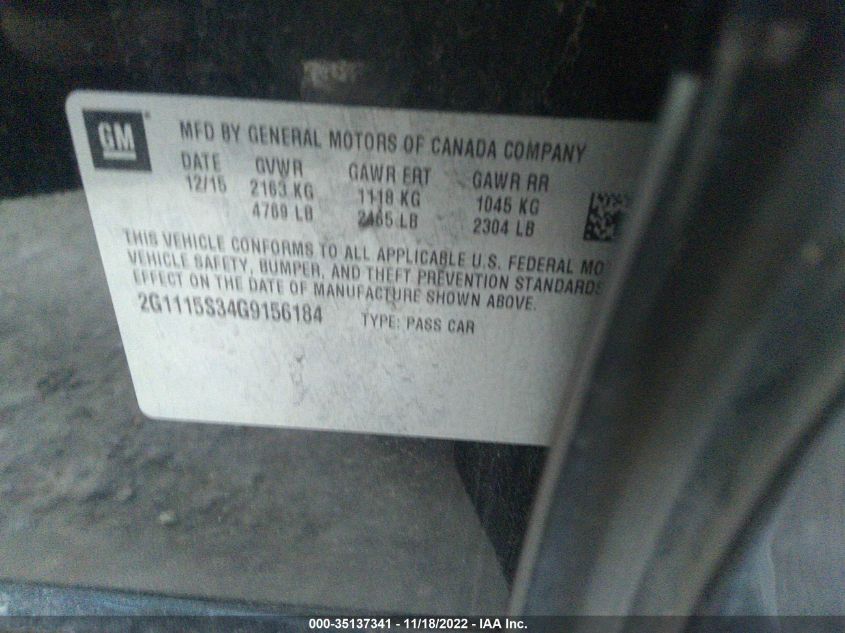 GM
MFD BY GENERAL MOTORS OF CANADA COMPANY
DATE GVWR GAWR FRT GAWR RR
12/15 2163 KG 1118 KG 1045 KG
4769 LB 2465 LB 2304 LB
THIS VEHICLE CONFORMS TO ALL APPLICABLE U.S. FEDERAL MO
VEHICLE SAFETY, BUMPER, AND THEFT PREVENTION STANDARDS
EFFECT ON THE DATE OF MANUFACTURE SHOWN ABOVE.
2G1115S34G9156184 TYPE: PASS CAR
000-35137341 - 11/18/2022 - IAA Inc.